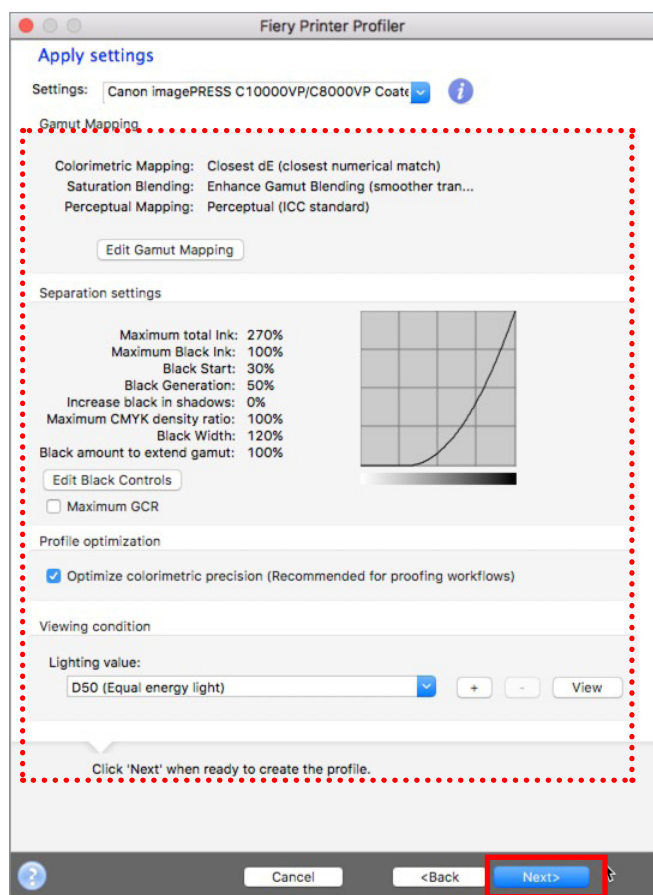 Fiery Printer Profiler
Apply settings
Settings: Canon imagePRESS C10000VP/C8000VP Coate
i
Gamut Mapping
Colorimetric Mapping: Closest dE (closest numerical match)
Saturation Blending: Enhance Gamut Blending (smoother tran...
Perceptual Mapping: Perceptual (ICC standard)
Edit Gamut Mapping
Separation settings
Maximum total Ink: 270%
Maximum Black Ink: 100%
Black Start: 30%
Black Generation: 50%
Increase black in shadows: 0%
Maximum CMYK density ratio: 100%
Black Width: 120%
Black amount to extend gamut: 100%
Edit Black Controls
Maximum GCR
Profile optimization
Optimize colorimetric precision (Recommended for proofing workflows)
Viewing condition
Lighting value:
D50 (Equal energy light) + - View
Click 'Next' when ready to create the profile.
? Cancel <Back Next>